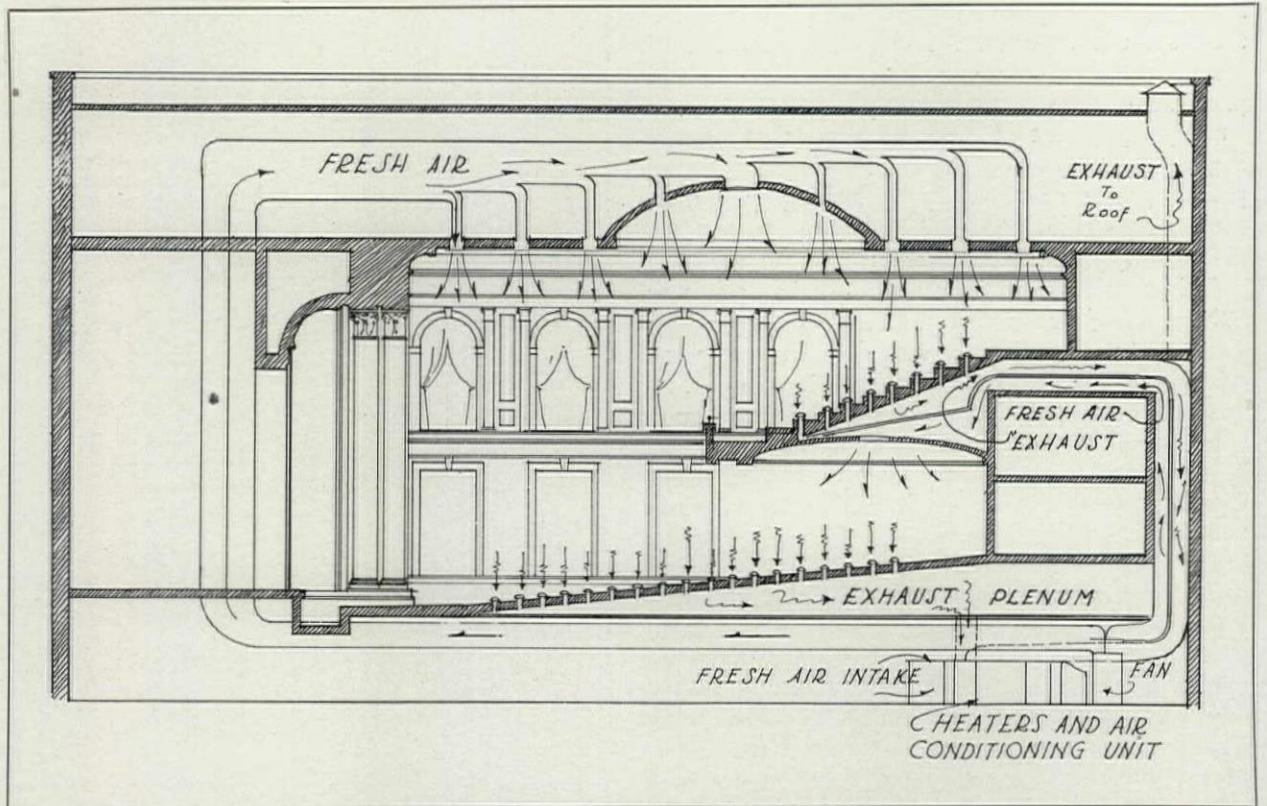 FRESH AIR
EXHAUST
To
Roof
FRESH AIR
EXHAUST
EXHAUST PLENUM
FRESH AIR INTAKE
FAN
HEATERS AND AIR
CONDITIONING UNIT